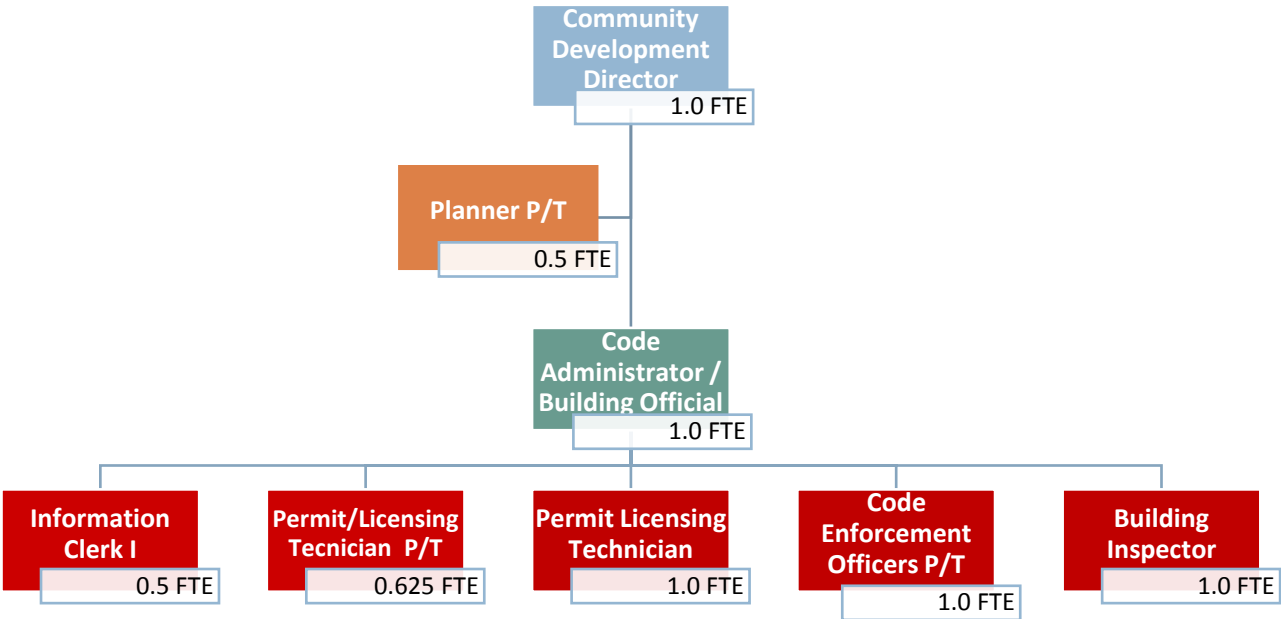 Community
Development
Director
1.0 FTE
Planner P/T
0.5 FTE
Code
Administrator /
Building Official
1.0 FTE
Information
Clerk I
0.5 FTE
Permit/Licensing
Tecnician P/T
0.625 FTE
Permit Licensing
Technician
1.0 FTE
Code
Enforcement
Officers P/T
1.0 FTE
Building
Inspector
1.0 FTE